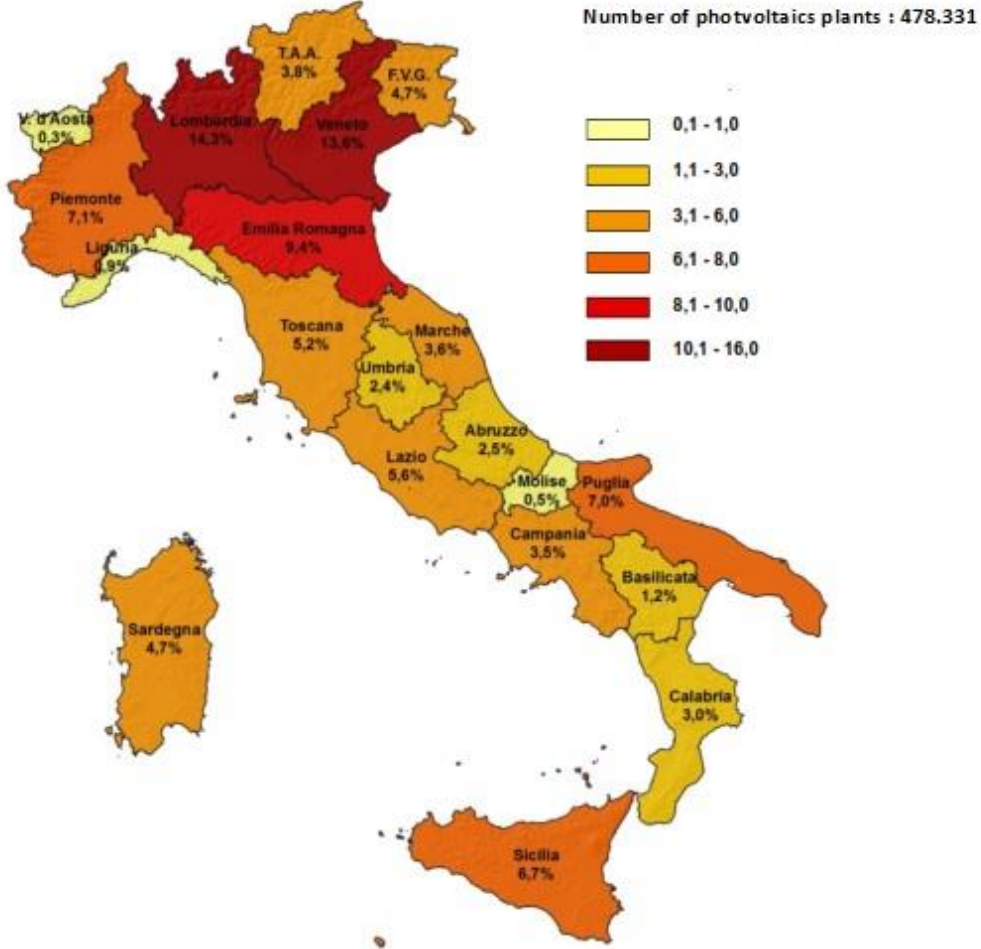 Number of photvoltaics plants : 478.331
T.A.A.
3,8%
F.V.G.
4,7%
V. d'Aosta
0,3%
Lombardia
14,3%
Veneto
13,6%
Piemonte
7,1%
Emilia Romagna
9,4%
Liguria
0,9%
Toscana
5,2%
Marche
3,6%
Umbria
2,4%
Abruzzo
2,5%
Lazio
5,6%
Molise
0,5%
Puglia
7,0%
Campania
3,5%
Basilicata
1,2%
Sardegna
4,7%
Calabria
3,0%
Sicilia
6,7%
0,1 - 1,0
1,1 - 3,0
3,1 - 6,0
6,1 - 8,0
8,1 - 10,0
10,1 - 16,0